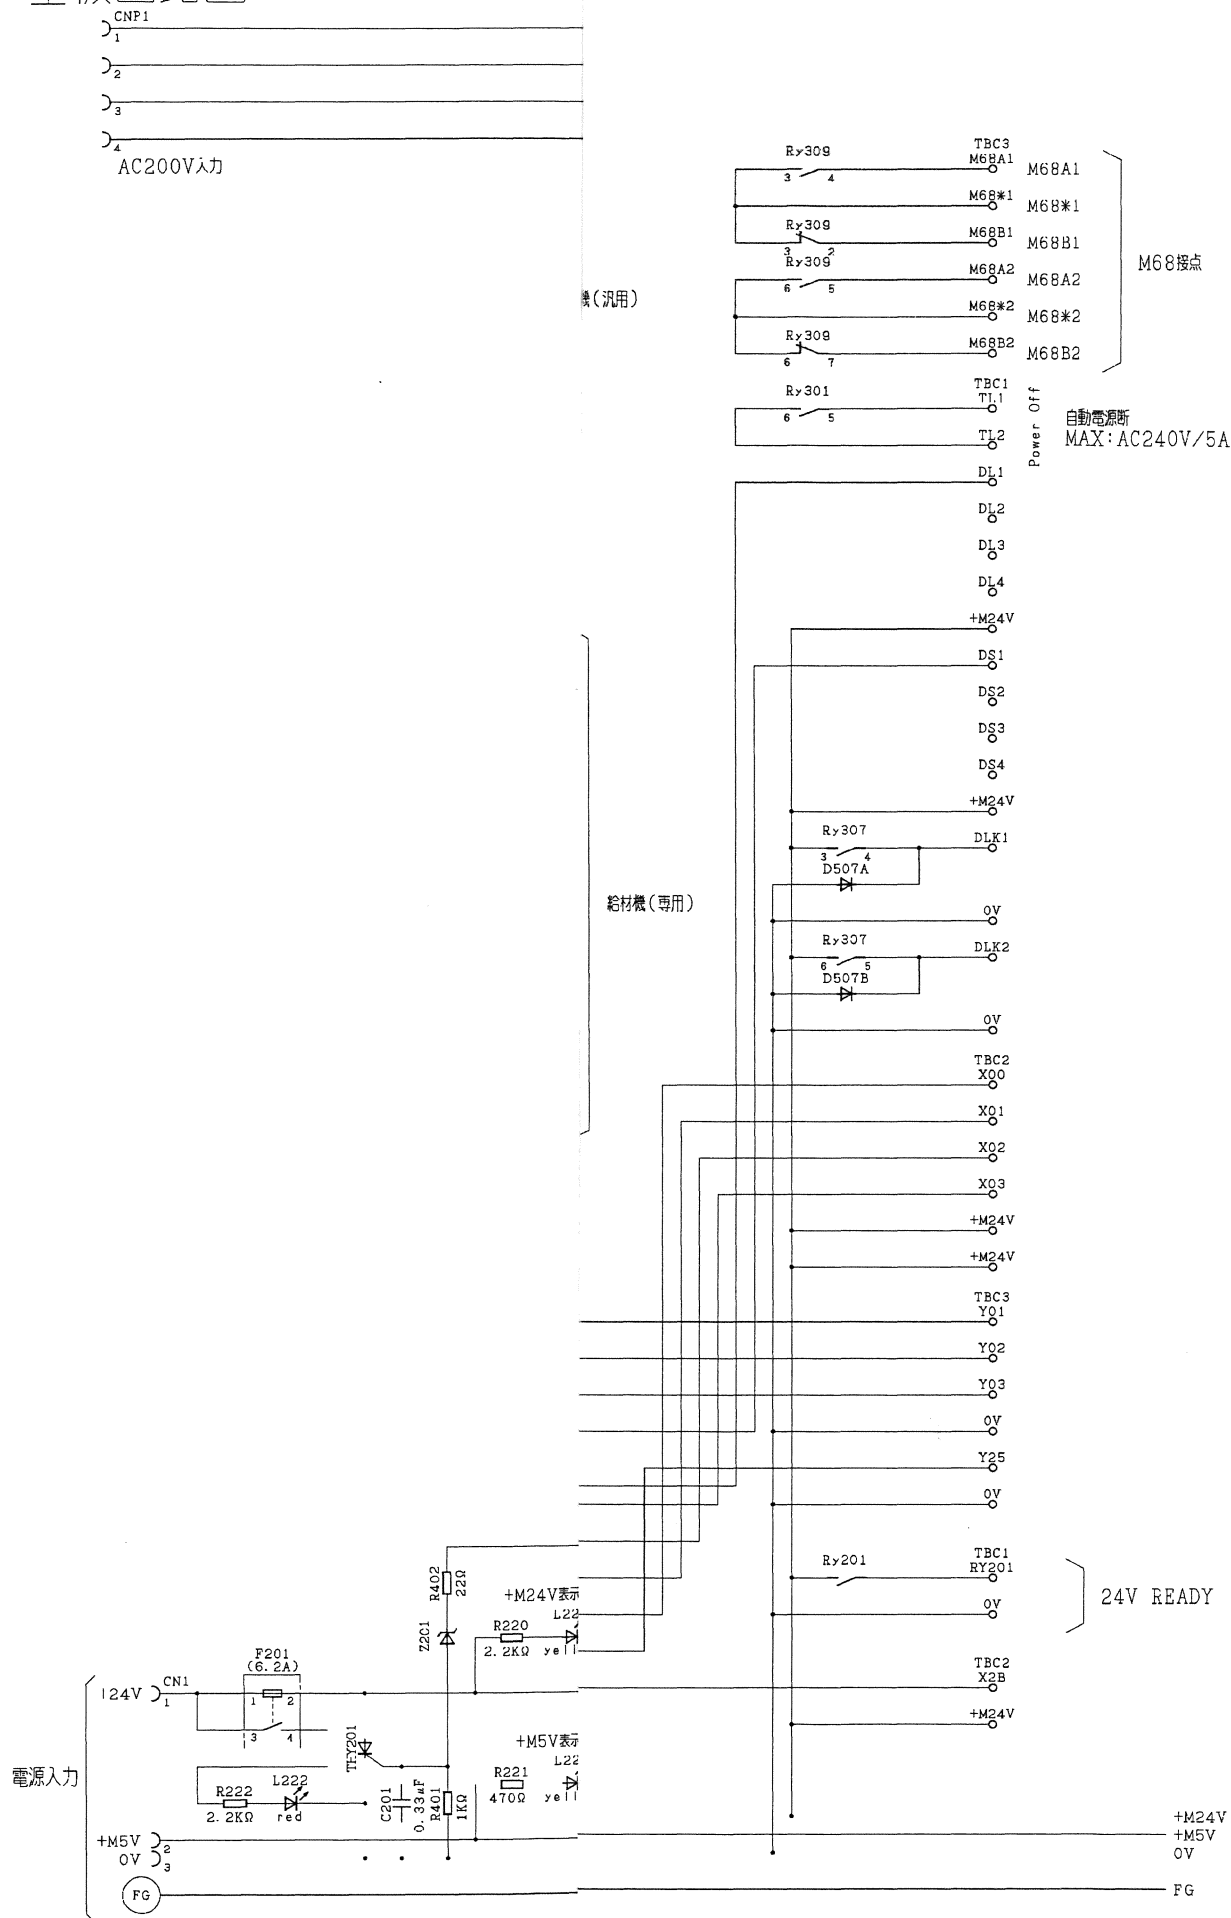 CNP1
1
2
3
4
AC200V入力
TBC3
Ry309
M68A1
M68A1
3 4
M68*1
M68*1
Ry309
M68B1
M68B1
3 2
M68接点
Ry309
M68A2
M68A2
6 5
機(汎用)
M68*2
M68*2
Ry309
M68B2
M68B2
6 7
TBC1
Ry301
TL1
6 5
Power Off
自動電源断
MAX:AC240V/5A
TL2
DL1
DL2
DL3
DL4
+M24V
DS1
DS2
DS3
DS4
+M24V
Ry307
DLK1
3 4
D507A
給材機(専用)
0V
Ry307
DLK2
6 5
D507B
0V
TBC2
X00
X01
X02
X03
+M24V
+M24V
TBC3
Y01
Y02
Y03
0V
Y25
0V
TBC1
Ry201
RY201
24V READY
0V
R402
22Ω
+M24V表示
L22
Z201
R220
2.2KΩ
yell
F201
(6.2A)
TBC2
X2B
CN1
24V
1
1 2
3 4
+M24V
THY201
+M5V表示
L22
電源入力
R222
2.2KΩ
L222
red
C201
0.33uF
R401
1KΩ
R221
470Ω
yell
+M24V
+M5V
2
+M5V
0V
3
0V
FG
FG